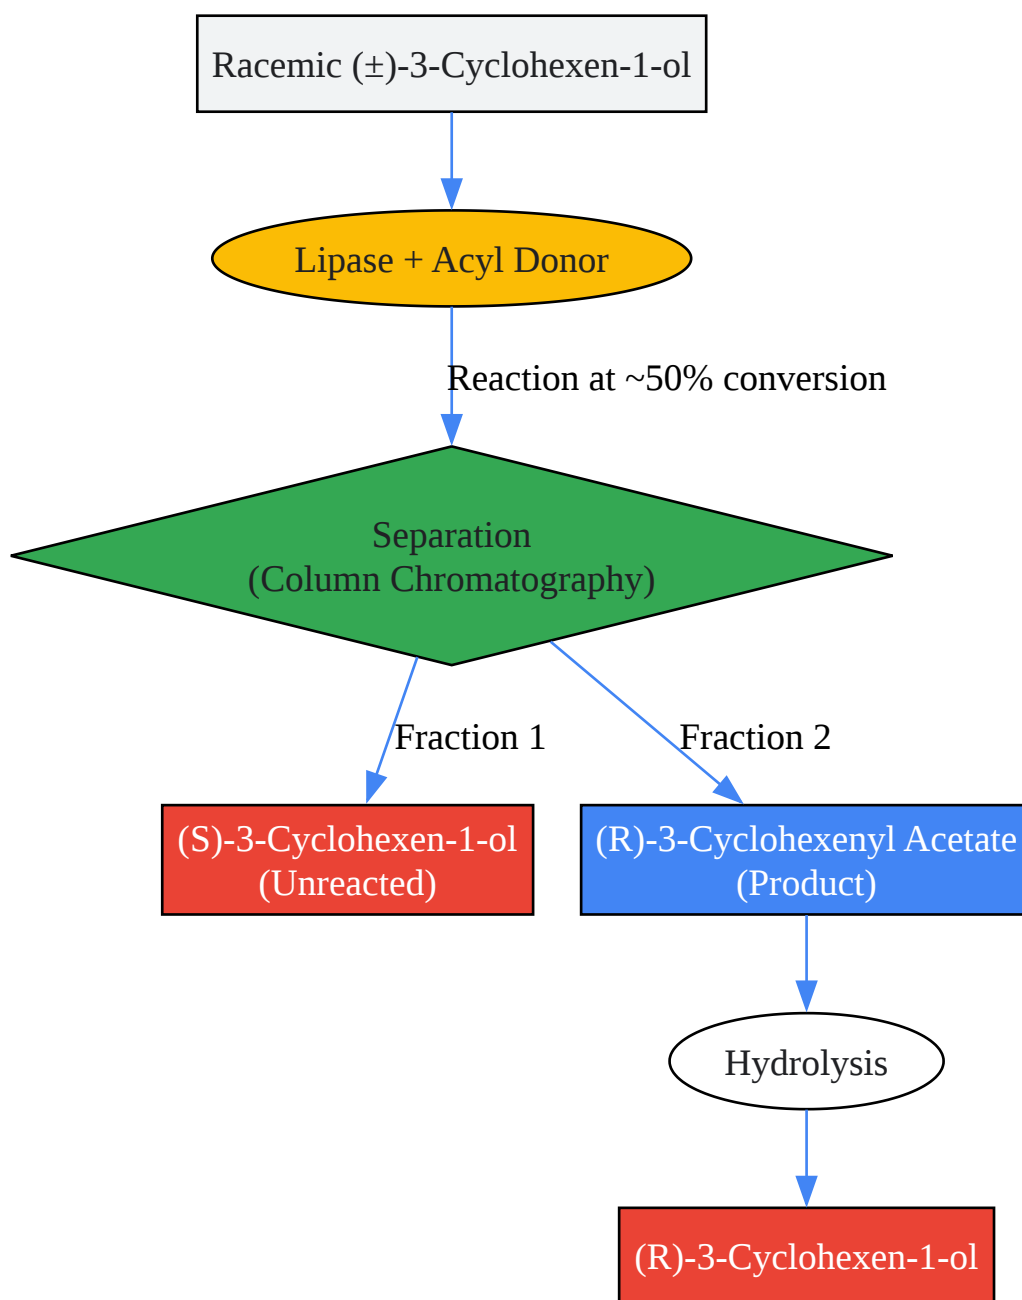 Racemic (±)-3-Cyclohexen-1-ol
Lipase + Acyl Donor
Reaction at ~50% conversion
Separation
(Column Chromatography)
Fraction 1
Fraction 2
(S)-3-Cyclohexen-1-ol
(Unreacted)
(R)-3-Cyclohexenyl Acetate
(Product)
Hydrolysis
(R)-3-Cyclohexen-1-ol